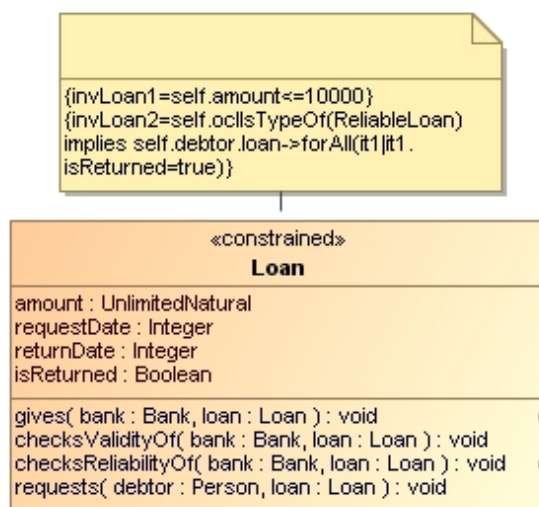 {invLoan1=self.amount<=10000}
{invLoan2=self.oclIsTypeOf(ReliableLoan)
implies self.debtor.loan->forAll(it1|it1.
isReturned=true)}
«constrained»
Loan
amount : UnlimitedNatural
requestDate : Integer
returnDate : Integer
isReturned : Boolean
gives( bank : Bank, loan : Loan ) : void
checksValidityOf( bank : Bank, loan : Loan ) : void
checksReliabilityOf( bank : Bank, loan : Loan ) : void
requests( debtor : Person, loan : Loan ) : void